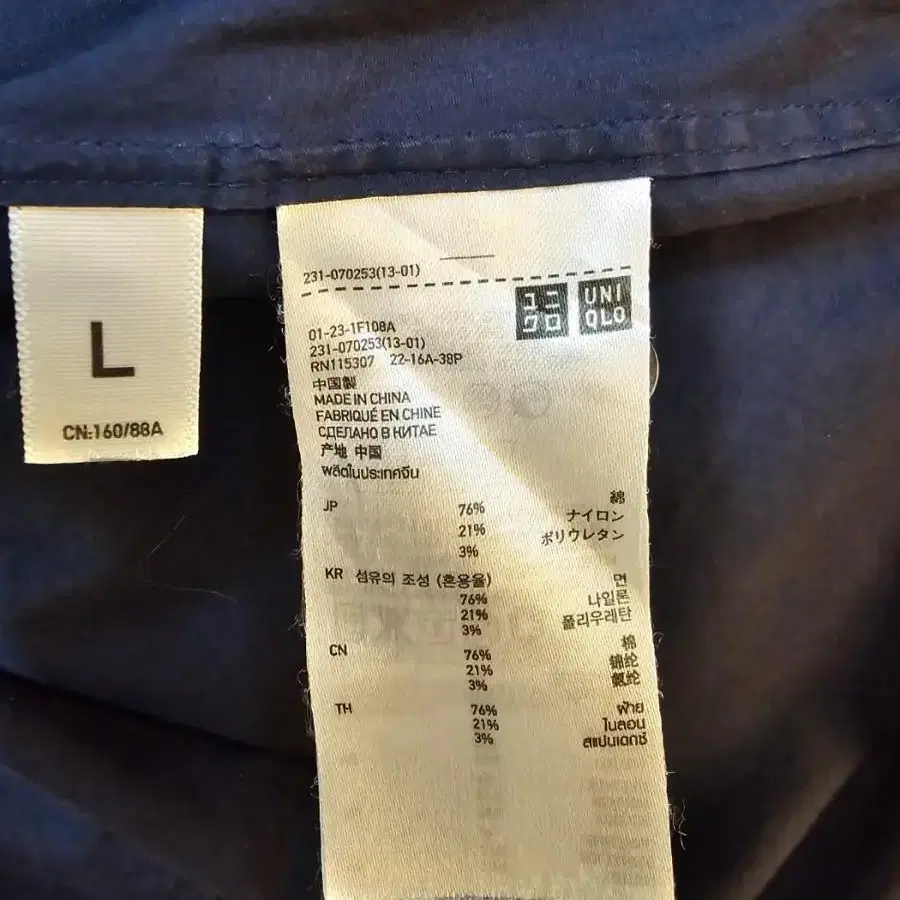 L
CN:160/88A
231-070253(13-01)
ユニ
クロ
UNI
QLO
01-23-1F108A
231-070253(13-01)
RN115307 22-16A-38P
中国製
MADE IN CHINA
FABRIQUÉ EN CHINE
СДЕЛАНО В КИТАЕ
产地 中国
ผลิตในประเทศจีน
JP 76% 綿
21% ナイロン
3% ポリウレタン
KR 섬유의 조성 (혼용율)
76% 면
21% 나일론
3% 폴리우레탄
CN 76% 棉
21% 锦纶
3% 氨纶
TH 76% ฝ้าย
21% ไนลอน
3% สแปนเดกซ์